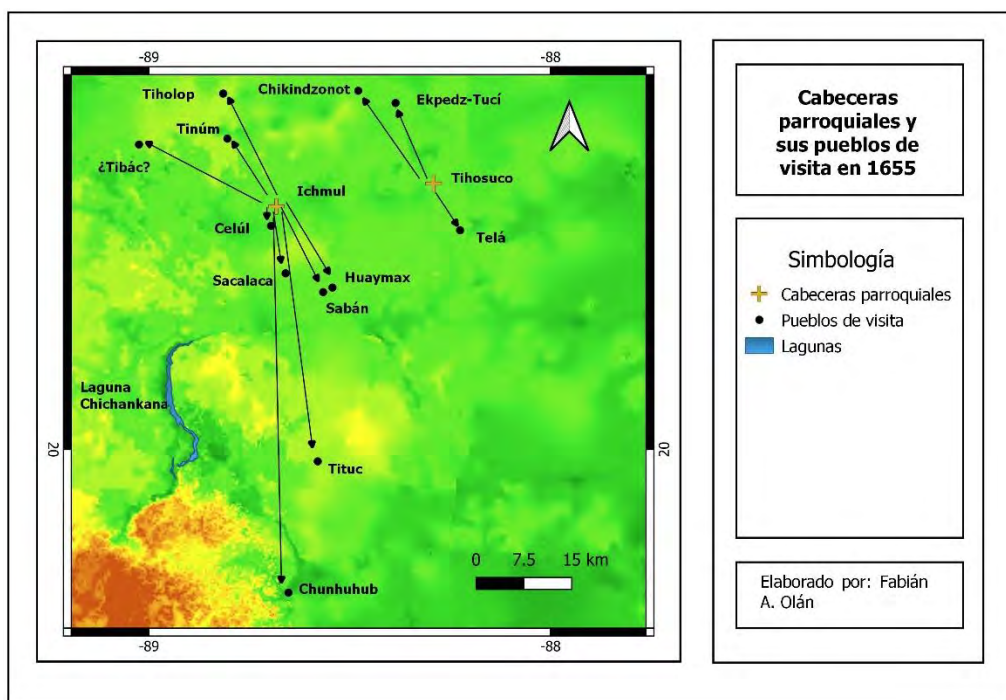 -89
-88
Chikindzonot
Tiholop
Ekpedz-Tucí
Tinúm
¿Tibác?
Ichmul
Tihosuco
Celúl
Telá
Sacalaca
Huaymax
Sabán
Laguna
Chichankana
20
20
Tituc
0 7.5 15 km
Chunhuhub
-89
-88
Cabeceras
parroquiales y
sus pueblos de
visita en 1655
Simbología
Cabeceras parroquiales
Pueblos de visita
Lagunas
Elaborado por: Fabián
A. Olán